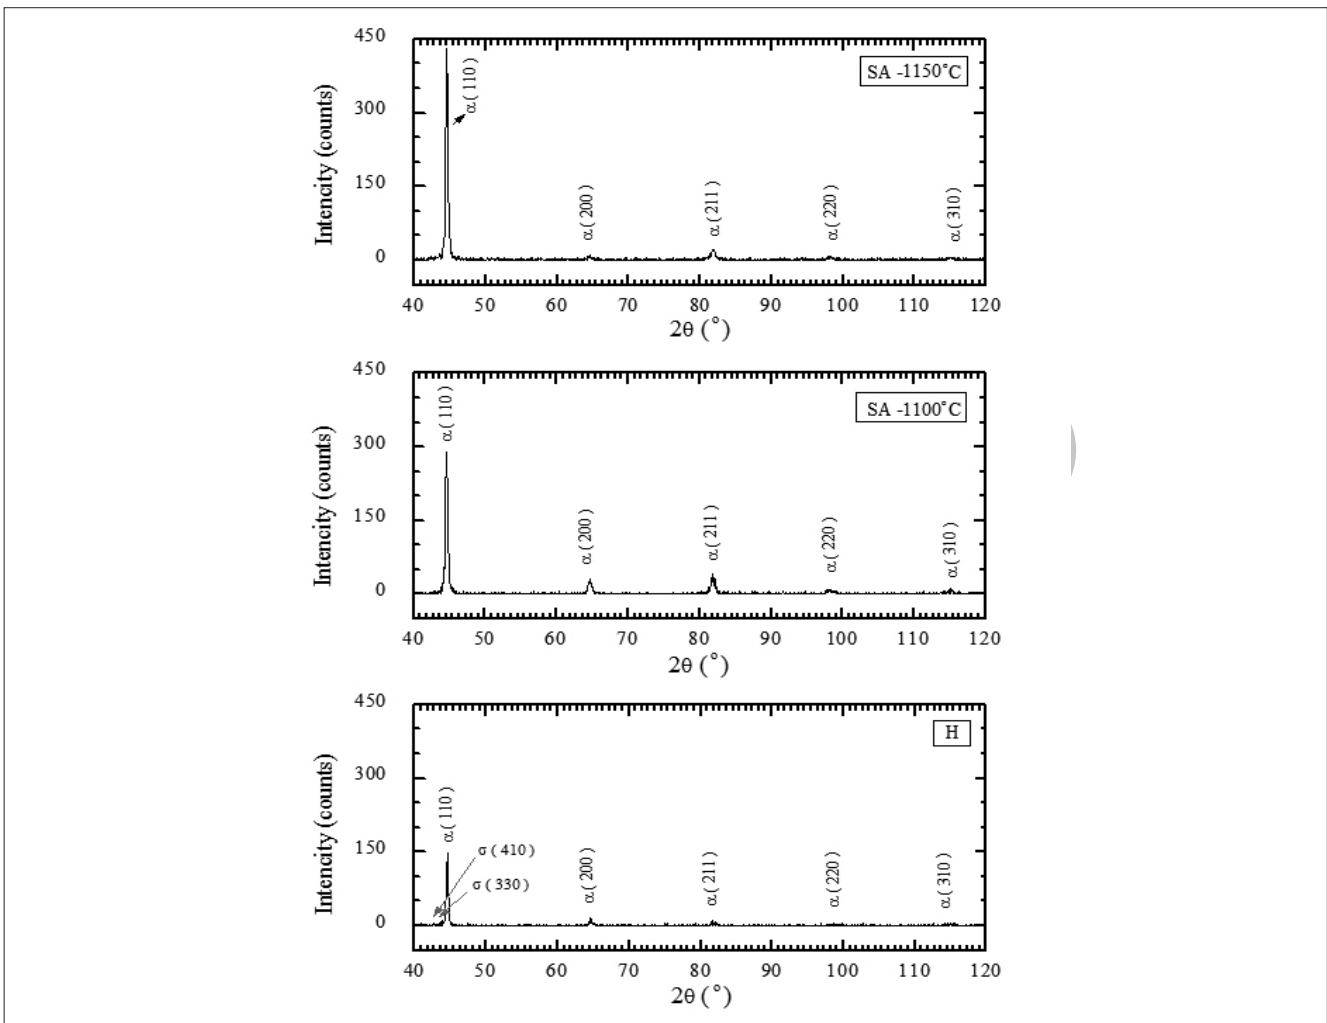 450
300
150
0
Intencity (counts)
SA -1150°C
α ( 110 )
α ( 200 )
α ( 211 )
α ( 220 )
α ( 310 )
40 50 60 70 80 90 100 110 120
2θ (°)
450
300
150
0
Intencity (counts)
SA -1100°C
α ( 110 )
α ( 200 )
α ( 211 )
α ( 220 )
α ( 310 )
40 50 60 70 80 90 100 110 120
2θ (°)
450
300
150
0
Intencity (counts)
H
α ( 110 )
σ ( 410 )
σ ( 330 )
α ( 200 )
α ( 211 )
α ( 220 )
α ( 310 )
40 50 60 70 80 90 100 110 120
2θ (°)